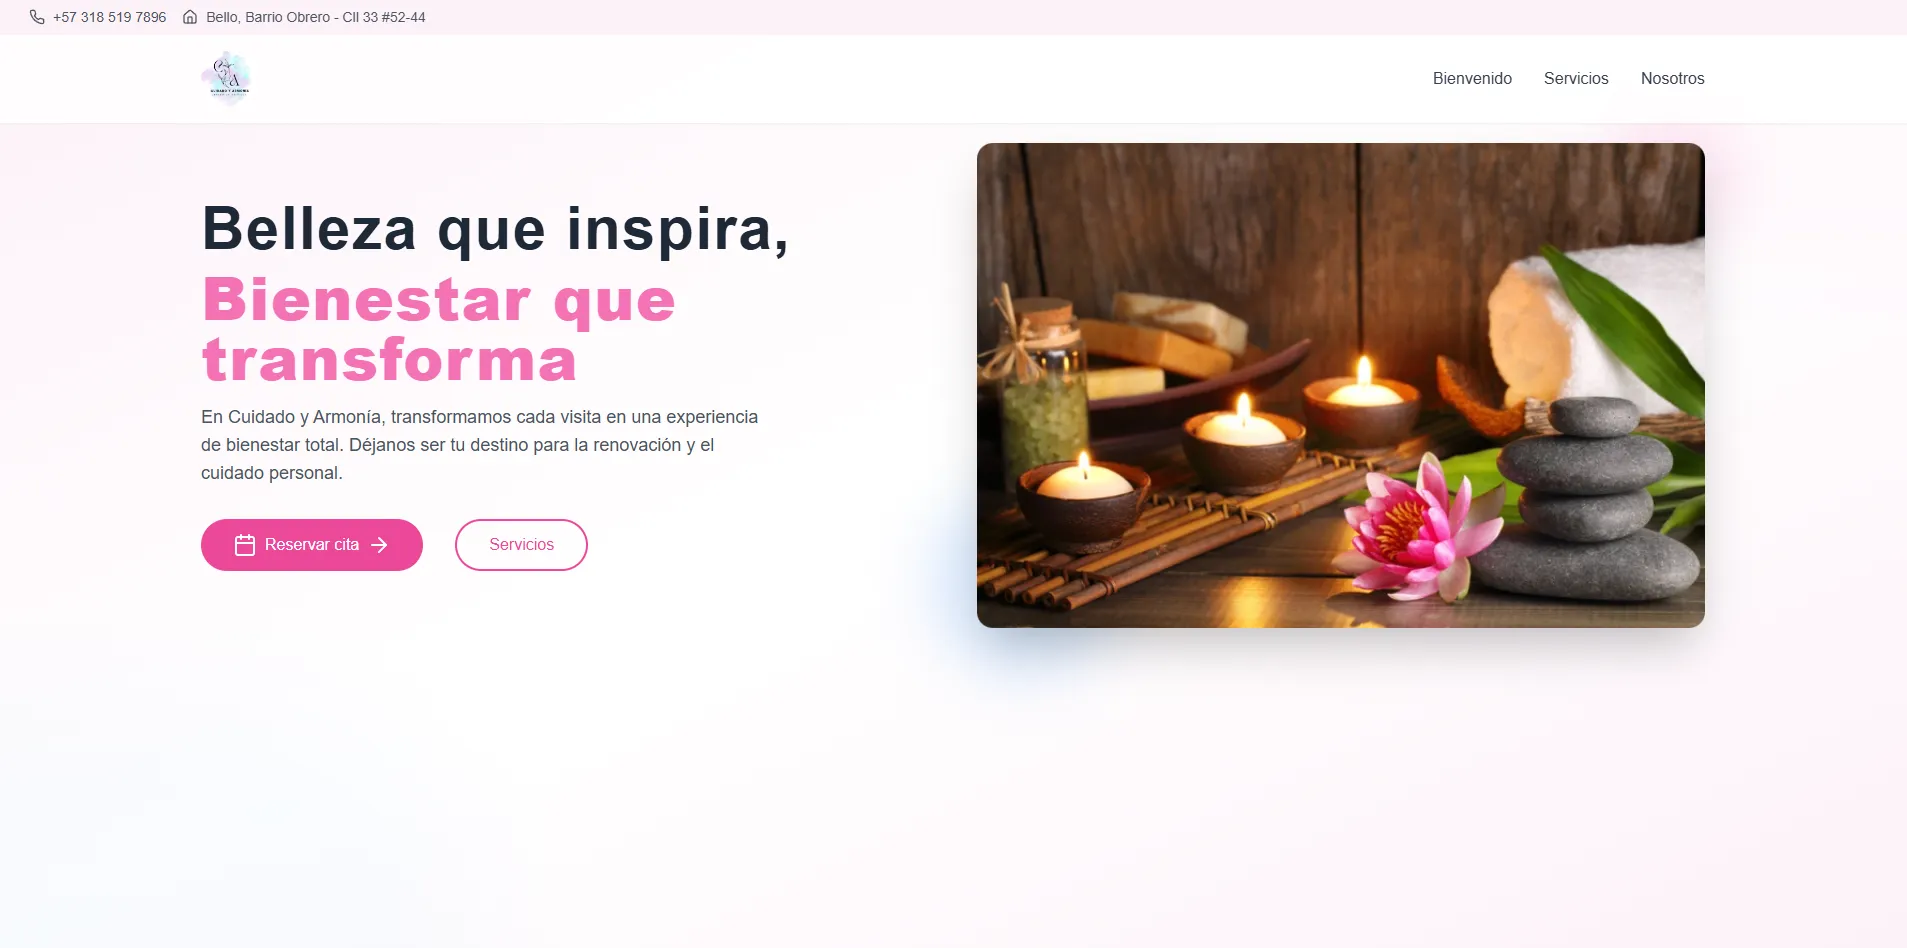 +57 318 519 7896 Bello, Barrio Obrero - Cll 33 #52-44
CUIDADO Y ARMONIA
Bienvenido Servicios Nosotros
Belleza que inspira,
Bienestar que
transforma
En Cuidado y Armonía, transformamos cada visita en una experiencia
de bienestar total. Déjanos ser tu destino para la renovación y el
cuidado personal.
Reservar cita Servicios